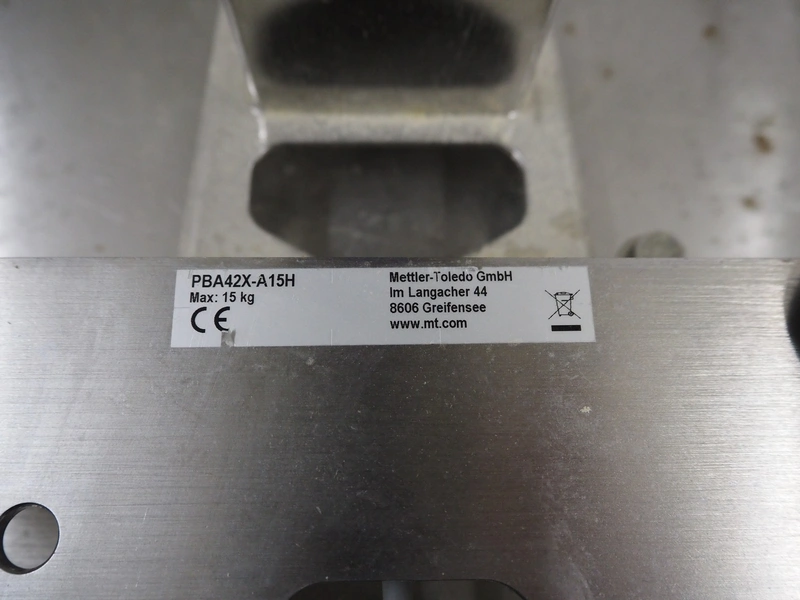 PBA42X-A15H
Max: 15 kg
CE
Mettler-Toledo GmbH
Im Langacher 44
8606 Greifensee
www.mt.com